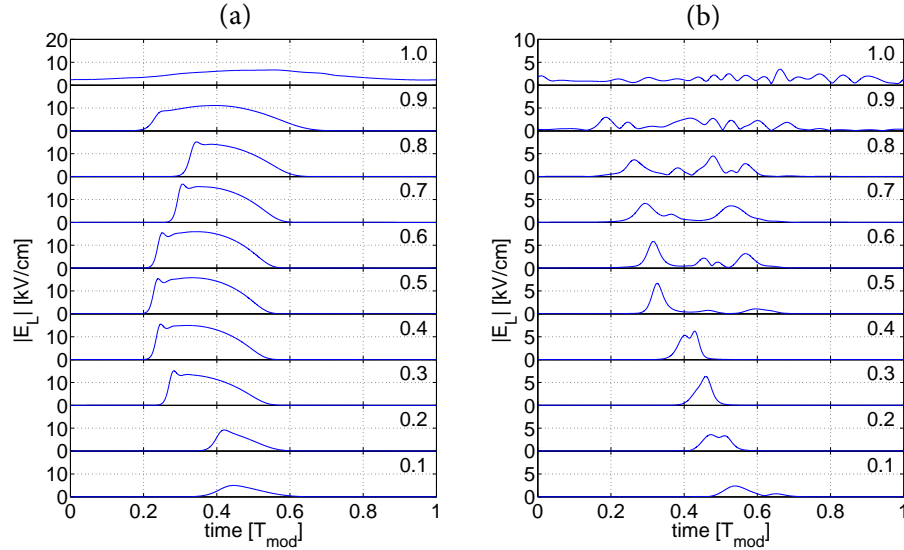 (a) (b)
20 1.0 10 1.0
10 5
0 0
10 0.9 5 0.9
0 0
10 0.8 5 0.8
0 0
10 0.7 5 0.7
0 0
10 0.6 5 0.6
0 0
10 0.5 5 0.5
0 0
10 0.4 5 0.4
0 0
10 0.3 5 0.3
0 0
10 0.2 5 0.2
0 0
10 0.1 5 0.1
0 0
|E_L| [kV/cm] |E_L| [kV/cm]
0 0.2 0.4 0.6 0.8 1 0 0.2 0.4 0.6 0.8 1
time [T_mod] time [T_mod]